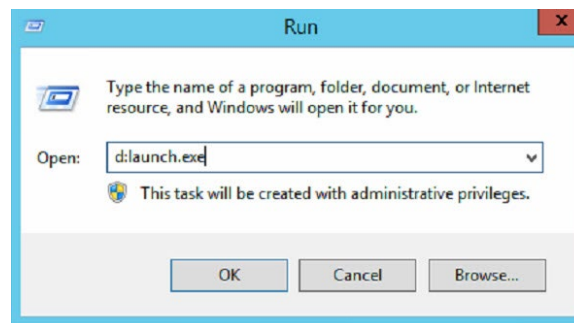 Run
x
Type the name of a program, folder, document, or Internet
resource, and Windows will open it for you.
Open: d:launch.exe
This task will be created with administrative privileges.
OK Cancel Browse...